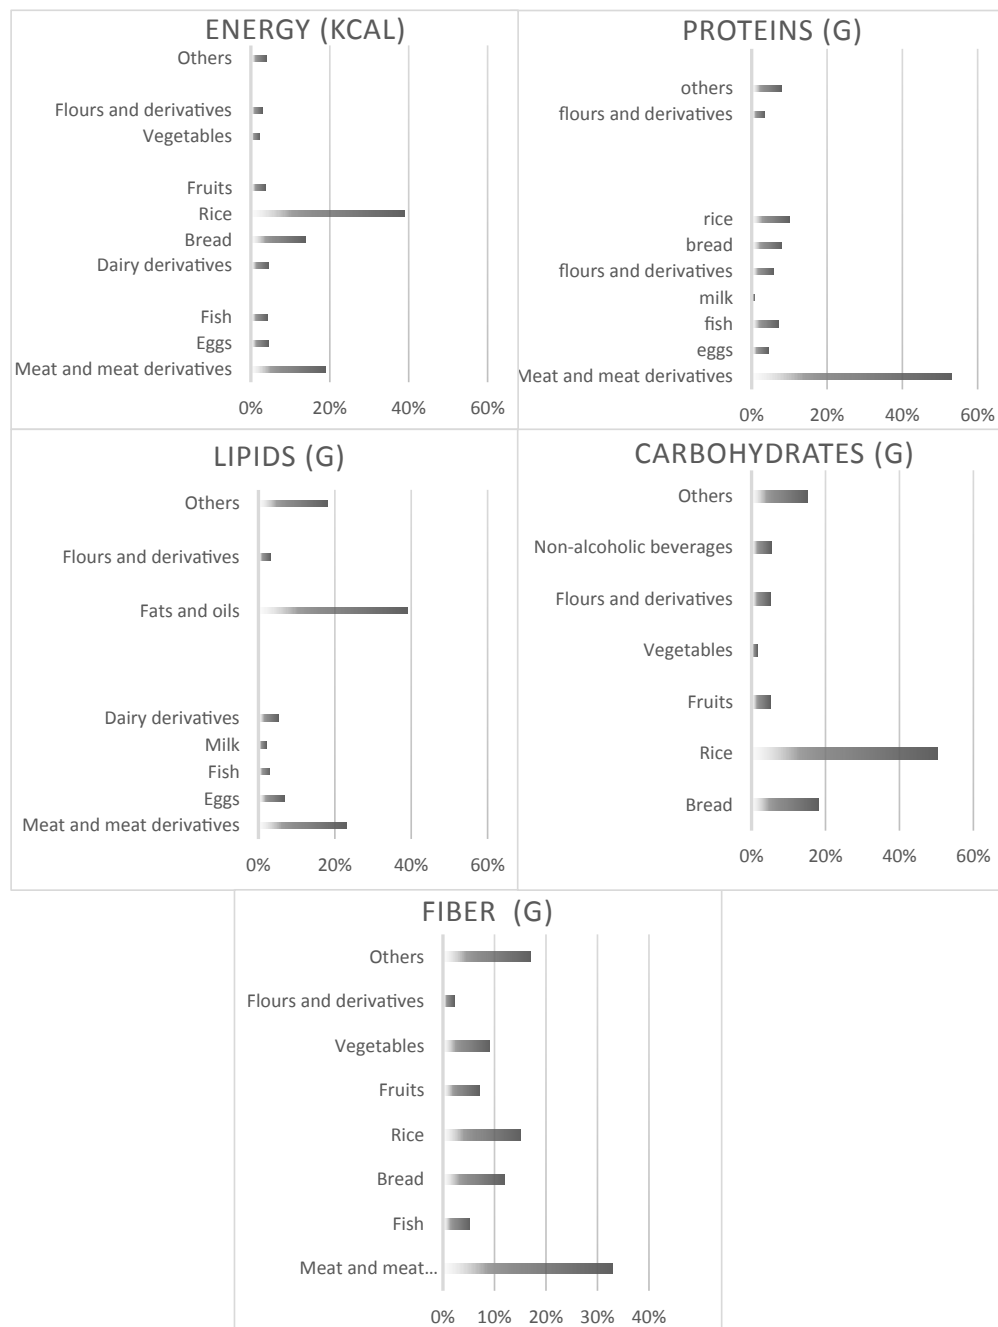 ENERGY (KCAL)
Others
Flours and derivatives
Vegetables
Fruits
Rice
Bread
Dairy derivatives
Fish
Eggs
Meat and meat derivatives
0% 20% 40% 60%
PROTEINS (G)
others
flours and derivatives
rice
bread
flours and derivatives
milk
fish
eggs
Meat and meat derivatives
0% 20% 40% 60%
LIPIDS (G)
Others
Flours and derivatives
Fats and oils
Dairy derivatives
Milk
Fish
Eggs
Meat and meat derivatives
0% 20% 40% 60%
CARBOHYDRATES (G)
Others
Non-alcoholic beverages
Flours and derivatives
Vegetables
Fruits
Rice
Bread
0% 20% 40% 60%
FIBER (G)
Others
Flours and derivatives
Vegetables
Fruits
Rice
Bread
Fish
Meat and meat...
0% 10% 20% 30% 40%